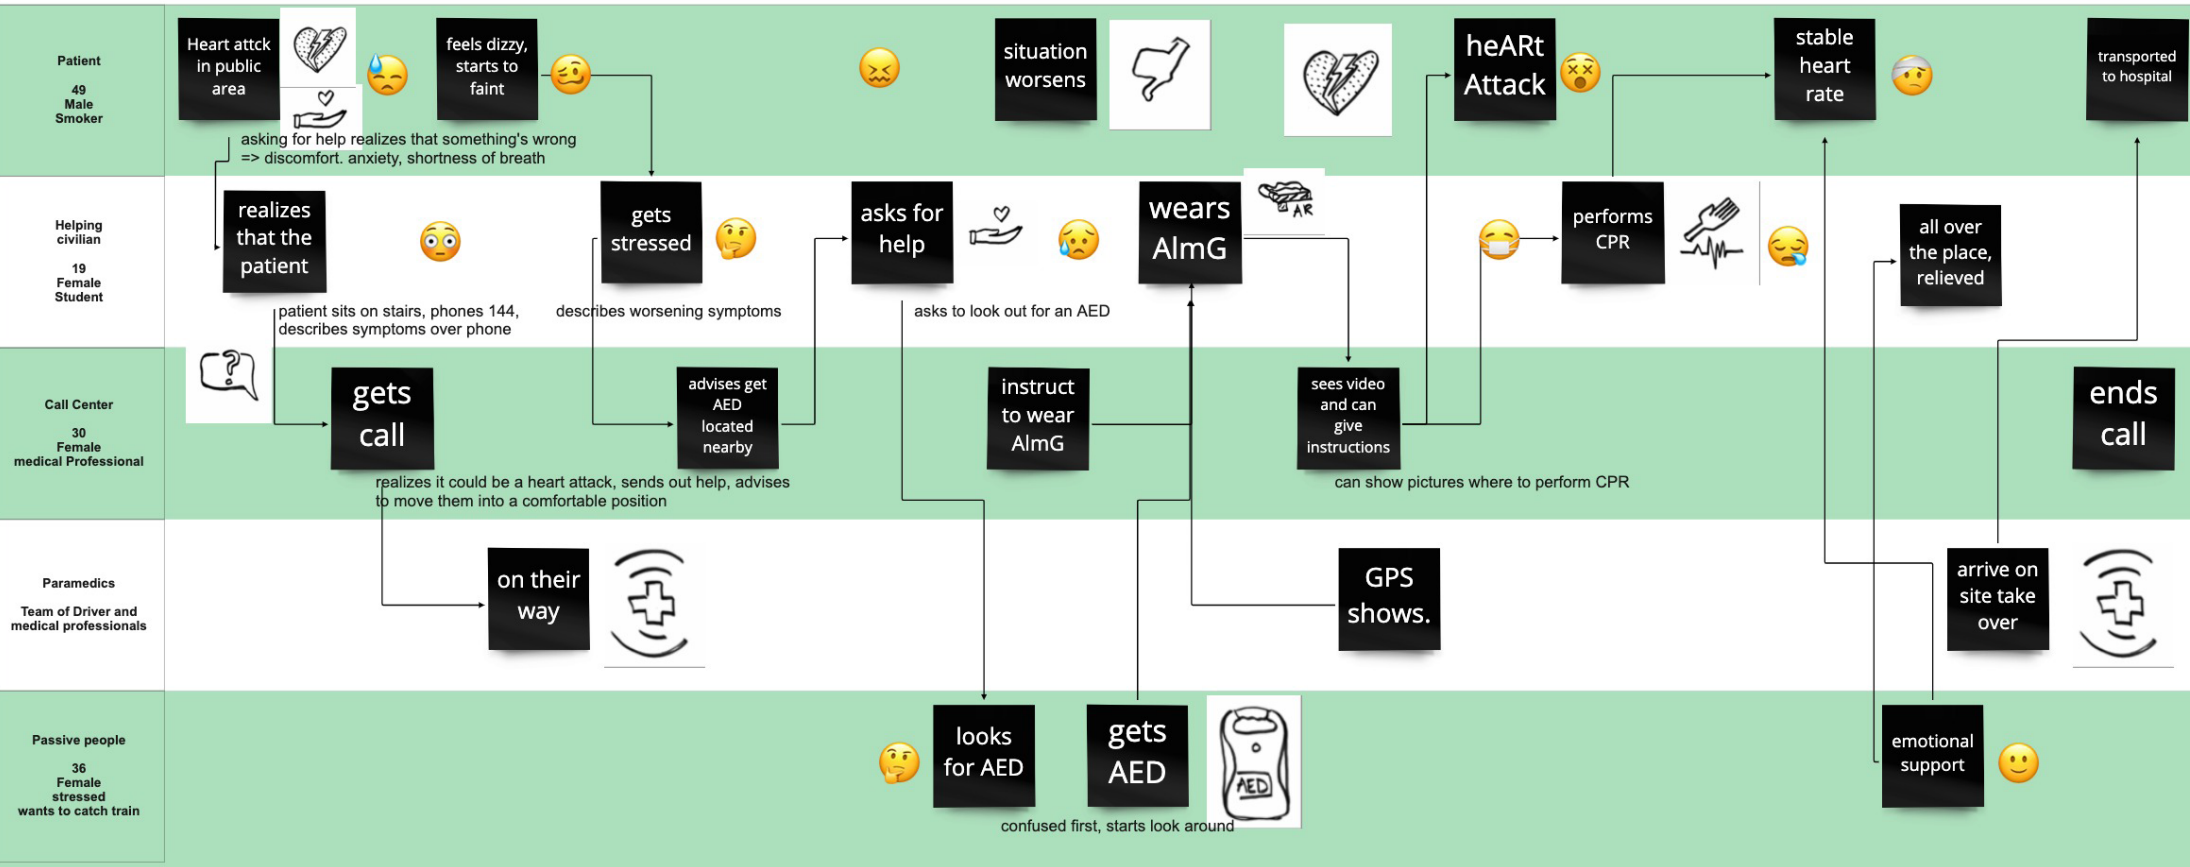 Patient
49
Male
Smoker
Heart attck
in public
area
feels dizzy,
starts to
faint
situation
worsens
heARt
Attack
stable
heart
rate
transported
to hospital
asking for help realizes that something's wrong
=> discomfort. anxiety, shortness of breath
Helping
civilian
19
Female
Student
realizes
that the
patient
gets
stressed
asks for
help
wears
AlmG
AR
performs
CPR
all over
the place,
relieved
patient sits on stairs, phones 144,
describes symptoms over phone
describes worsening symptoms
asks to look out for an AED
Call Center
30
Female
medical Professional
?
gets
call
advises get
AED
located
nearby
instruct
to wear
AlmG
sees video
and can
give
instructions
ends
call
realizes it could be a heart attack, sends out help, advises
to move them into a comfortable position
can show pictures where to perform CPR
Paramedics
Team of Driver and
medical professionals
on their
way
GPS
shows.
arrive on
site take
over
Passive people
36
Female
stressed
wants to catch train
looks
for AED
gets
AED
AED
emotional
support
confused first, starts look around